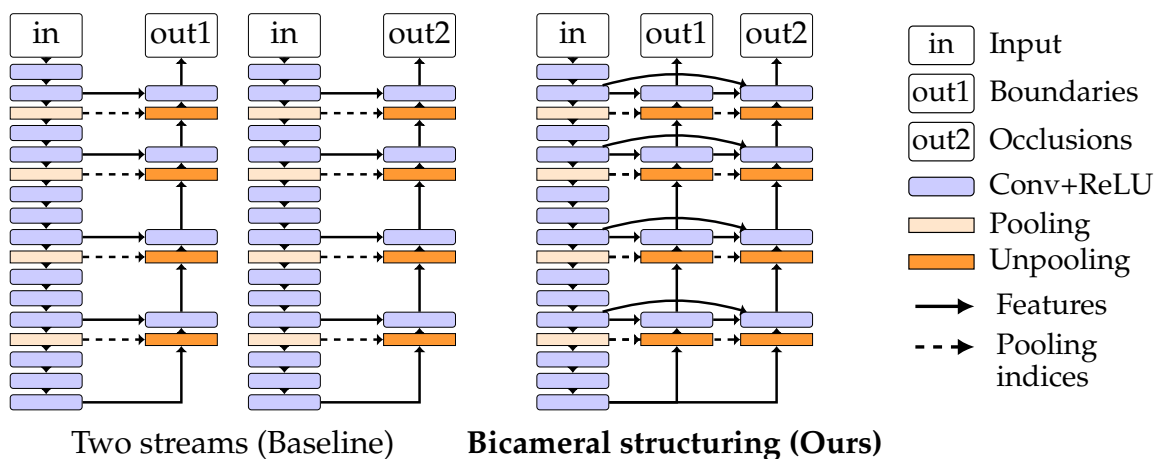 in out1 in out2 in out1 out2
in Input
out1 Boundaries
out2 Occlusions
Conv+ReLU
Pooling
Unpooling
Features
Pooling
indices
Two streams (Baseline) Bicameral structuring (Ours)